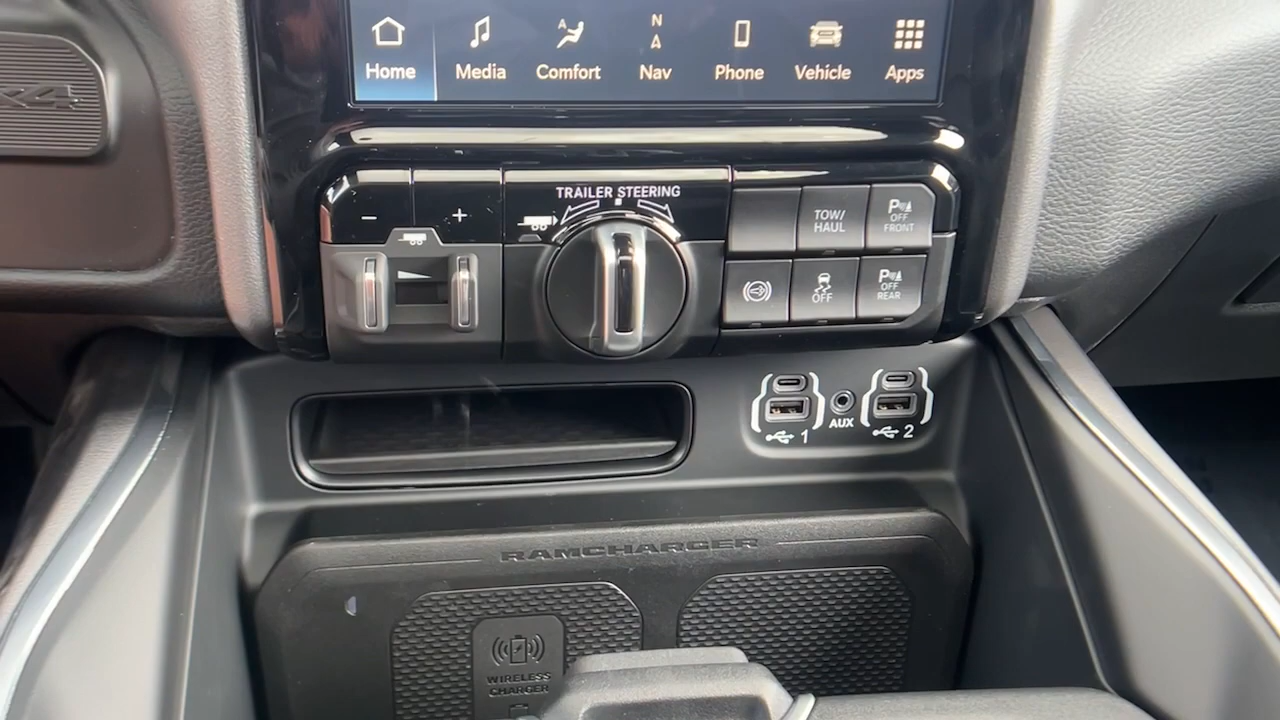 Home Media Comfort N A Nav Phone Vehicle Apps
A
x4
TRAILER STEERING
− +
TOW/
HAUL
P
OFF
FRONT
OFF
P
OFF
REAR
1 AUX 2
RAMCHARGER
WIRELESS
CHARGER